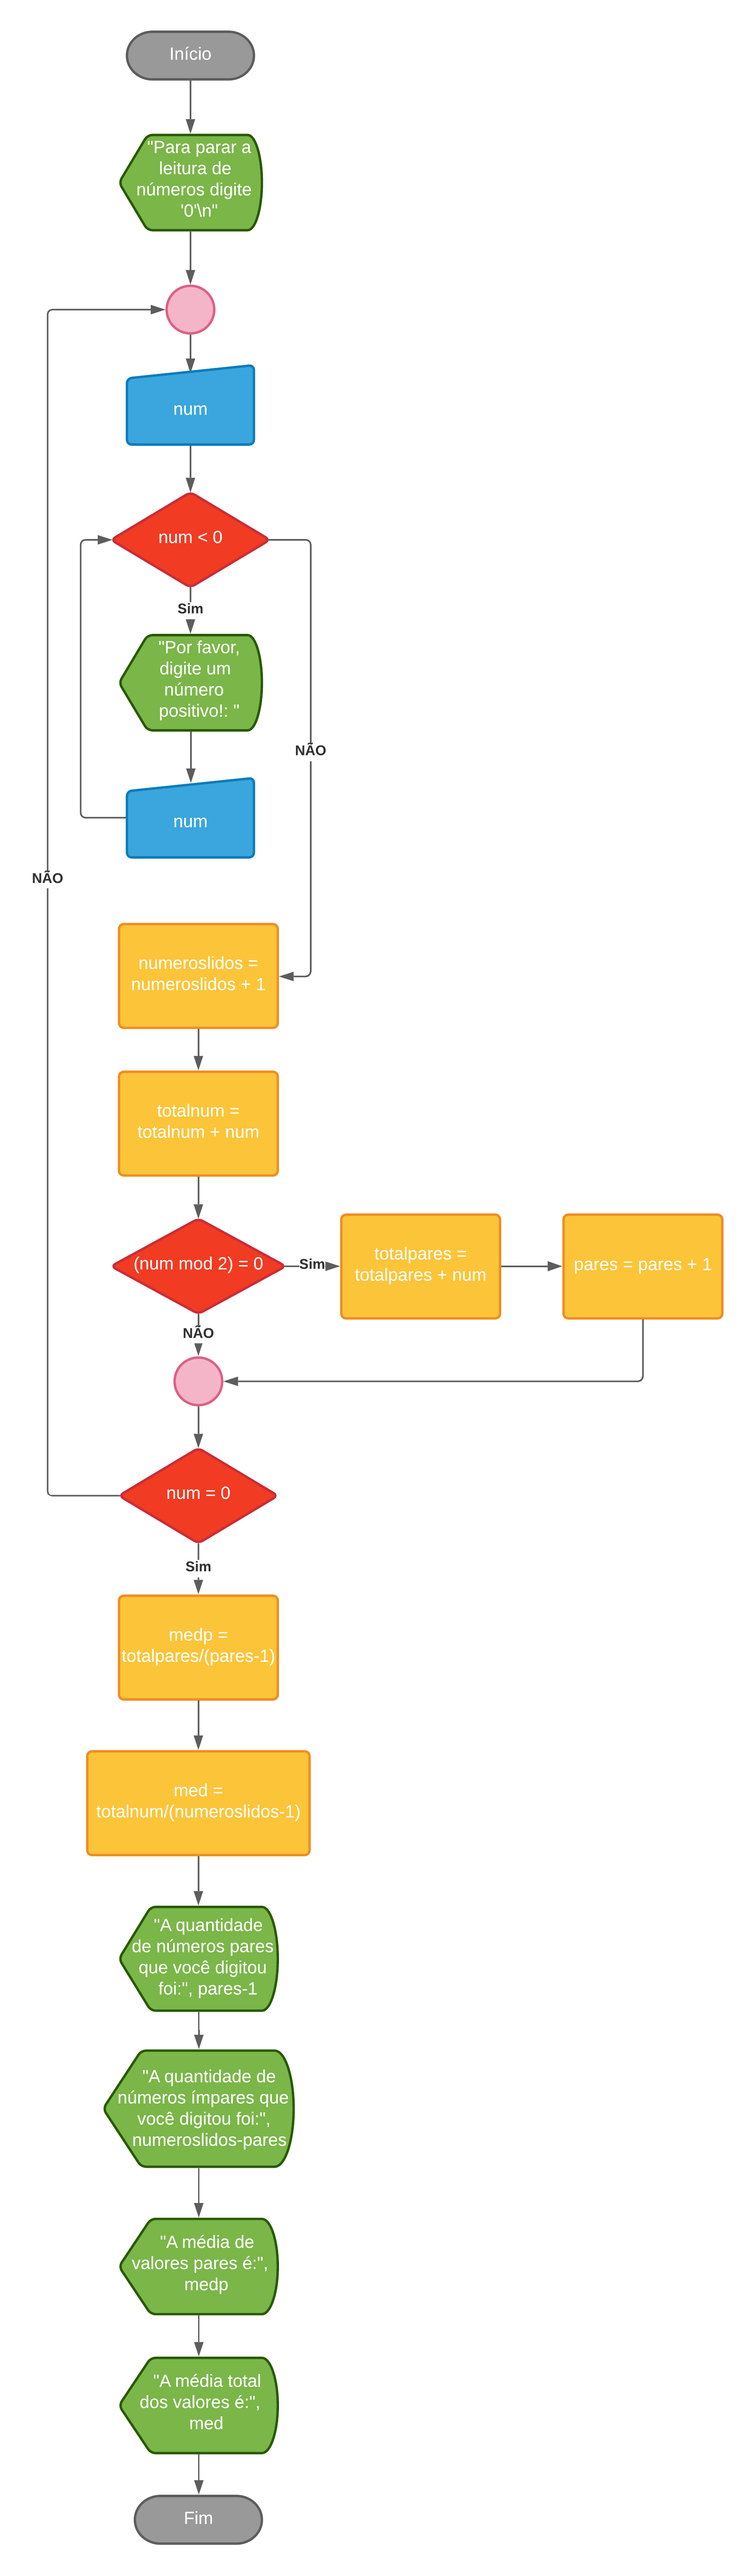 Início
"Para parar a
leitura de
números digite
'0'\n"
num
num < 0
Sim
"Por favor,
digite um
número
positivo!: "
NÃO
num
NÃO
numeroslidos =
numeroslidos + 1
totalnum =
totalnum + num
(num mod 2) = 0
Sim
totalpares =
totalpares + num
pares = pares + 1
NÃO
num = 0
Sim
medp =
totalpares/(pares-1)
med =
totalnum/(numeroslidos-1)
"A quantidade
de números pares
que você digitou
foi:", pares-1
"A quantidade de
números ímpares que
você digitou foi:",
numeroslidos-pares
"A média de
valores pares é:",
medp
"A média total
dos valores é:",
med
Fim